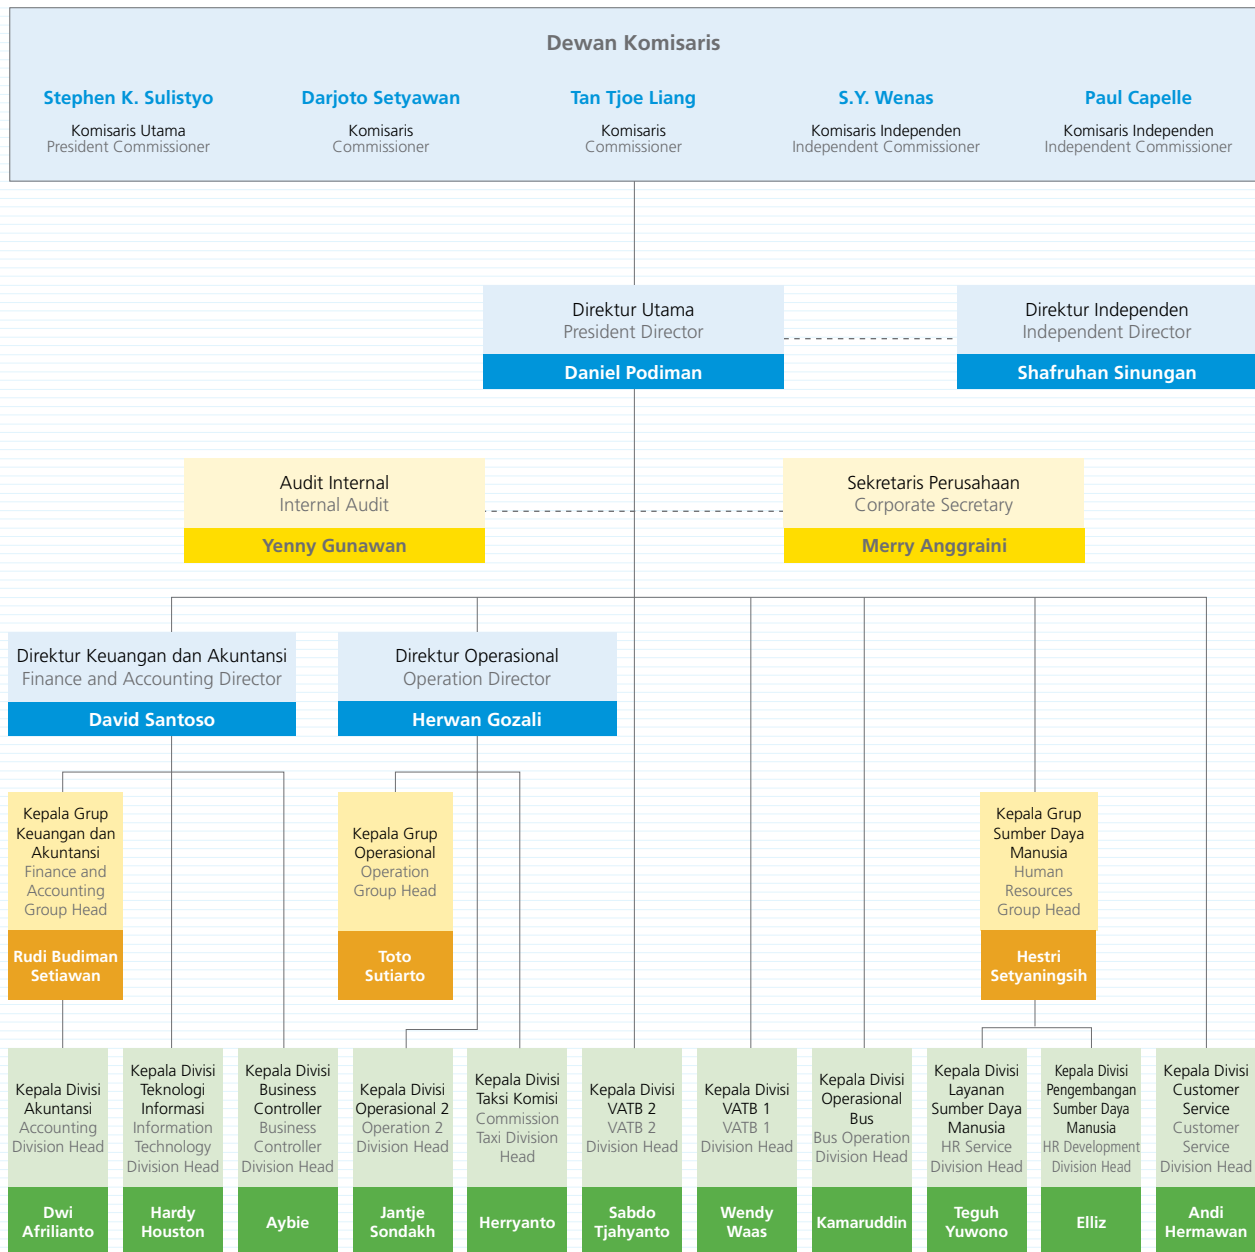 Dewan Komisaris
Stephen K. Sulistyo
Komisaris Utama
President Commissioner
Darjoto Setyawan
Komisaris
Commissioner
Tan Tjoe Liang
Komisaris
Commissioner
S.Y. Wenas
Komisaris Independen
Independent Commissioner
Paul Capelle
Komisaris Independen
Independent Commissioner
Direktur Utama
President Director
Daniel Podiman
Direktur Independen
Independent Director
Shafruhan Sinungan
Audit Internal
Internal Audit
Yenny Gunawan
Sekretaris Perusahaan
Corporate Secretary
Merry Anggraini
Direktur Keuangan dan Akuntansi
Finance and Accounting Director
David Santoso
Direktur Operasional
Operation Director
Herwan Gozali
Kepala Grup
Keuangan dan
Akuntansi
Finance and
Accounting
Group Head
Rudi Budiman
Setiawan
Kepala Grup
Operasional
Operation
Group Head
Toto
Sutiarto
Kepala Grup
Sumber Daya
Manusia
Human
Resources
Group Head
Hestri
Setyaningsih
Kepala Divisi
Akuntansi
Accounting
Division Head
Dwi
Afrilianto
Kepala Divisi
Teknologi
Informasi
Information
Technology
Division Head
Hardy
Houston
Kepala Divisi
Business
Controller
Business
Controller
Division Head
Aybie
Kepala Divisi
Operasional 2
Operation 2
Division Head
Jantje
Sondakh
Kepala Divisi
Taksi Komisi
Commission
Taxi Division
Head
Herryanto
Kepala Divisi
VATB 2
VATB 2
Division Head
Sabdo
Tjahyanto
Kepala Divisi
VATB 1
VATB 1
Division Head
Wendy
Waas
Kepala Divisi
Operasional
Bus
Bus Operation
Division Head
Kamaruddin
Kepala Divisi
Layanan
Sumber Daya
Manusia
HR Service
Division Head
Teguh
Yuwono
Kepala Divisi
Pengembangan
Sumber Daya
Manusia
HR Development
Division Head
Elliz
Kepala Divisi
Customer
Service
Customer
Service
Division Head
Andi
Hermawan